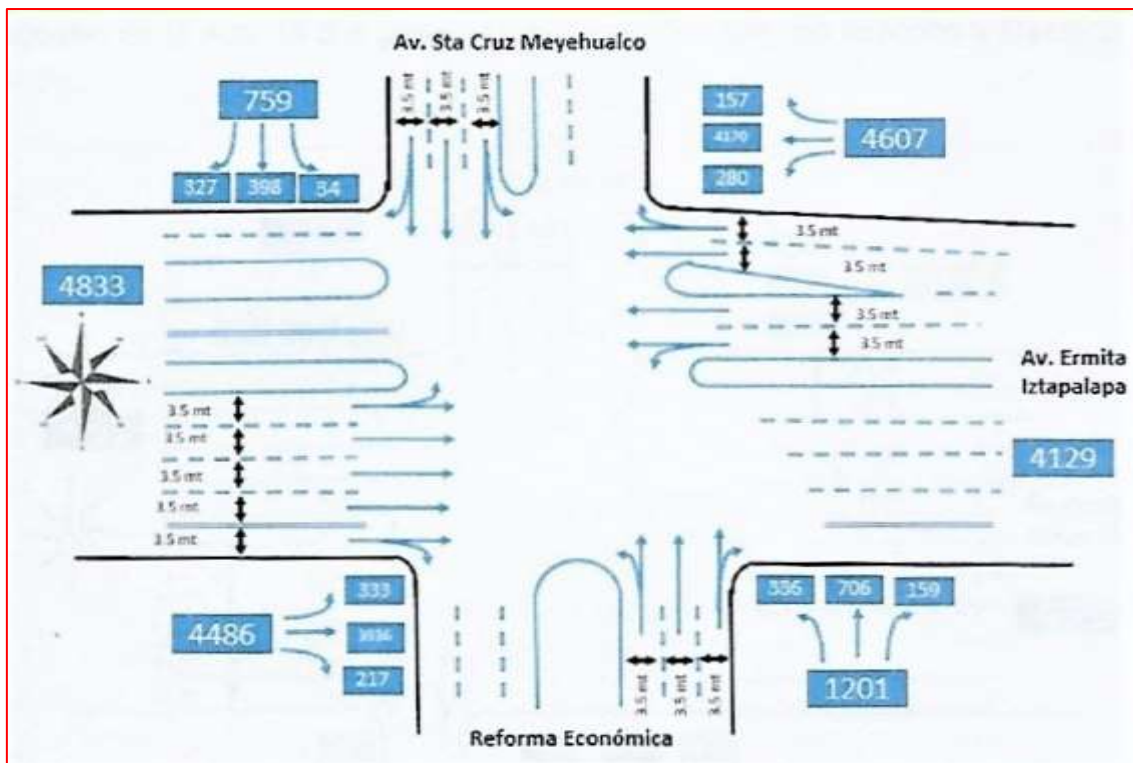 Av. Sta Cruz Meyehualco
3.5 mt
3.5 mt
3.5 mt
759
327 398 34
157
4170
280
4607
3.5 mt
3.5 mt
3.5 mt
3.5 mt
4833
Av. Ermita
Iztapalapa
3.5 mt
3.5 mt
3.5 mt
3.5 mt
3.5 mt
4129
333
4486
3936
217
336 706 159
1201
3.5 mt
3.5 mt
3.5 mt
Reforma Económica